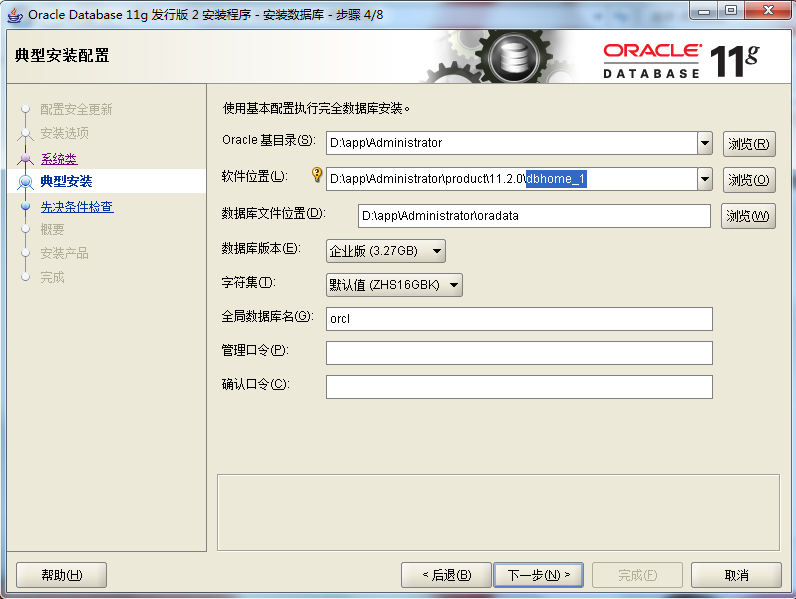 Oracle Database 11g 发行版 2 安装程序 - 安装数据库 - 步骤 4/8
典型安装配置
ORACLE 11g
DATABASE
配置安全更新
安装选项
系统类
典型安装
先决条件检查
概要
安装产品
完成
使用基本配置执行完全数据库安装。
Oracle 基目录(S): D:\app\Administrator 浏览(R)
软件位置(L): D:\app\Administrator\product\11.2.0\dbhome_1 浏览(O)
数据库文件位置(D): D:\app\Administrator\oradata 浏览(W)
数据库版本(E): 企业版 (3.27GB)
字符集(T): 默认值 (ZHS16GBK)
全局数据库名(G): orcl
管理口令(P):
确认口令(C):
帮助(H) < 后退(B) 下一步(N) > 完成(F) 取消